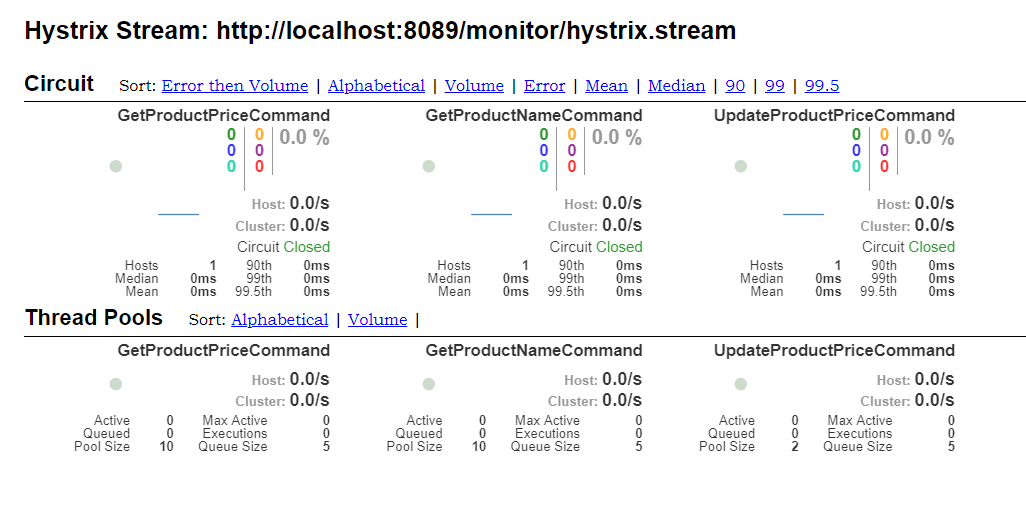 Hystrix Stream: http://localhost:8089/monitor/hystrix.stream
Circuit Sort: Error then Volume | Alphabetical | Volume | Error | Mean | Median | 90 | 99 | 99.5
GetProductPriceCommand GetProductNameCommand UpdateProductPriceCommand
0 0 0.0 % 0 0 0.0 % 0 0 0.0 %
0 0 0 0 0 0
0 0 0 0 0 0
Host: 0.0/s Host: 0.0/s Host: 0.0/s
Cluster: 0.0/s Cluster: 0.0/s Cluster: 0.0/s
Circuit Closed Circuit Closed Circuit Closed
Hosts 1 90th 0ms Hosts 1 90th 0ms Hosts 1 90th 0ms
Median 0ms 99th 0ms Median 0ms 99th 0ms Median 0ms 99th 0ms
Mean 0ms 99.5th 0ms Mean 0ms 99.5th 0ms Mean 0ms 99.5th 0ms
Thread Pools Sort: Alphabetical | Volume |
GetProductPriceCommand GetProductNameCommand UpdateProductPriceCommand
Host: 0.0/s Host: 0.0/s Host: 0.0/s
Cluster: 0.0/s Cluster: 0.0/s Cluster: 0.0/s
Active 0 Max Active 0 Active 0 Max Active 0 Active 0 Max Active 0
Queued 0 Executions 0 Queued 0 Executions 0 Queued 0 Executions 0
Pool Size 10 Queue Size 5 Pool Size 10 Queue Size 5 Pool Size 2 Queue Size 5